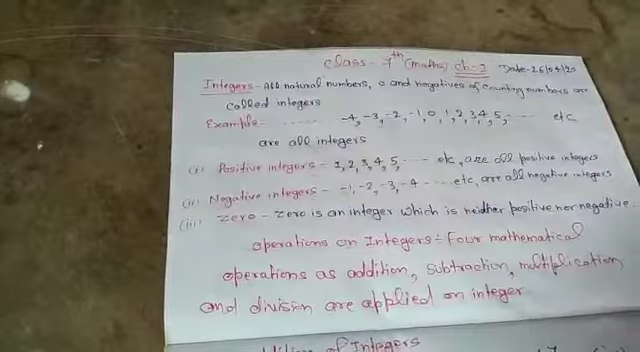 Class - 7th (maths) Ch-1 Date-26/04/20
Integers - All natural numbers, 0 and negatives of counting numbers are
called integers
Example - ...... -4, -3, -2, -1, 0, 1, 2, 3, 4, 5, ...... etc
are all integers
(i) Positive integers - 1, 2, 3, 4, 5, ...... etc, are all positive integers
(ii) Negative integers - -1, -2, -3, -4 ...... etc, are all negative integers
(iii) Zero - Zero is an integer which is neither positive nor negative.
operations on Integers÷ Four mathematical
operations as addition, subtraction, multiplication
and division are applied on integer
of Integers